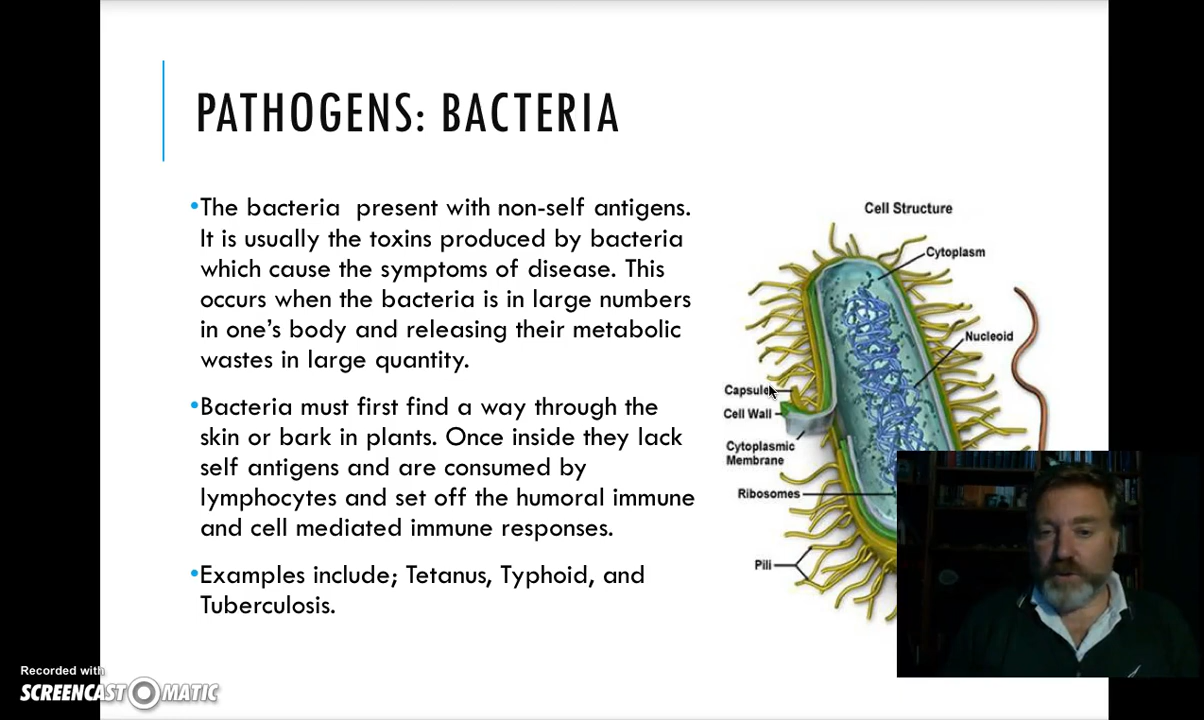 PATHOGENS: BACTERIA
•The bacteria  present with non-self antigens.
It is usually the toxins produced by bacteria
which cause the symptoms of disease. This
occurs when the bacteria is in large numbers
in one’s body and releasing their metabolic
wastes in large quantity.
•Bacteria must first find a way through the
skin or bark in plants. Once inside they lack
self antigens and are consumed by
lymphocytes and set off the humoral immune
and cell mediated immune responses.
•Examples include; Tetanus, Typhoid, and
Tuberculosis.
Cell Structure
Cytoplasm
Nucleoid
Capsule
Cell Wall
Cytoplasmic
Membrane
Ribosomes
Pili
Recorded with
SCREENCAST MATIC